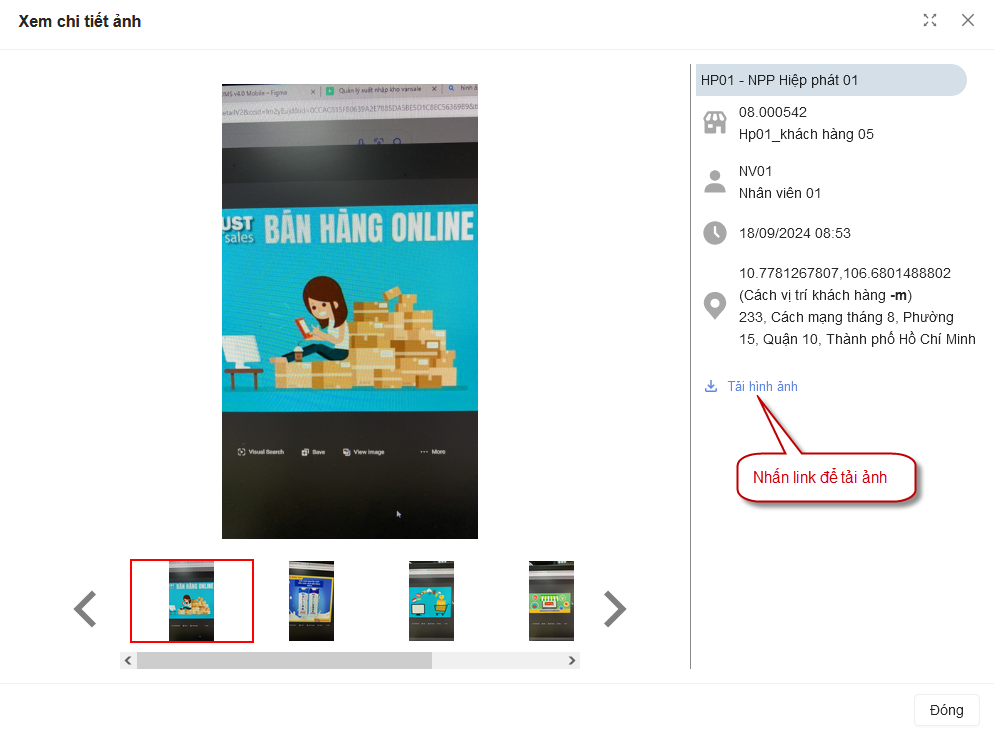 Xem chi tiết ảnh
MS v4.0 Mobile – Figma
Quản lý xuất nhập kho vansale
Ninh
UST
sales
BÁN HÀNG ONLINE
Visual Search
Save
View image
More
BÁN HÀNG ONLINE
HP01 - NPP Hiệp phát 01
08.000542
Hp01_khách hàng 05
NV01
Nhân viên 01
18/09/2024 08:53
10.7781267807,106.6801488802
(Cách vị trí khách hàng -m)
233, Cách mạng tháng 8, Phường
15, Quận 10, Thành phố Hồ Chí Minh
Tải hình ảnh
Nhấn link để tải ảnh
Đóng